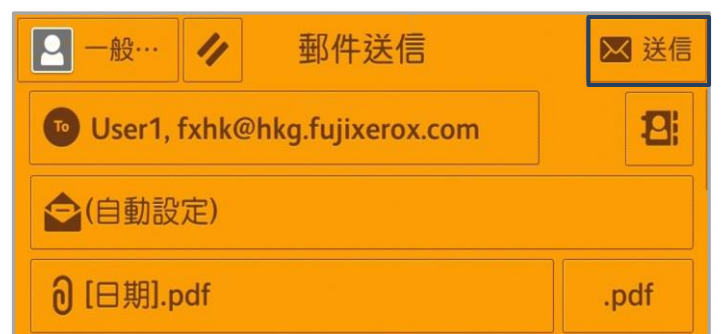 一般… 郵件送信 送信
To User1, fxhk@hkg.fujixerox.com
(自動設定)
[日期].pdf .pdf